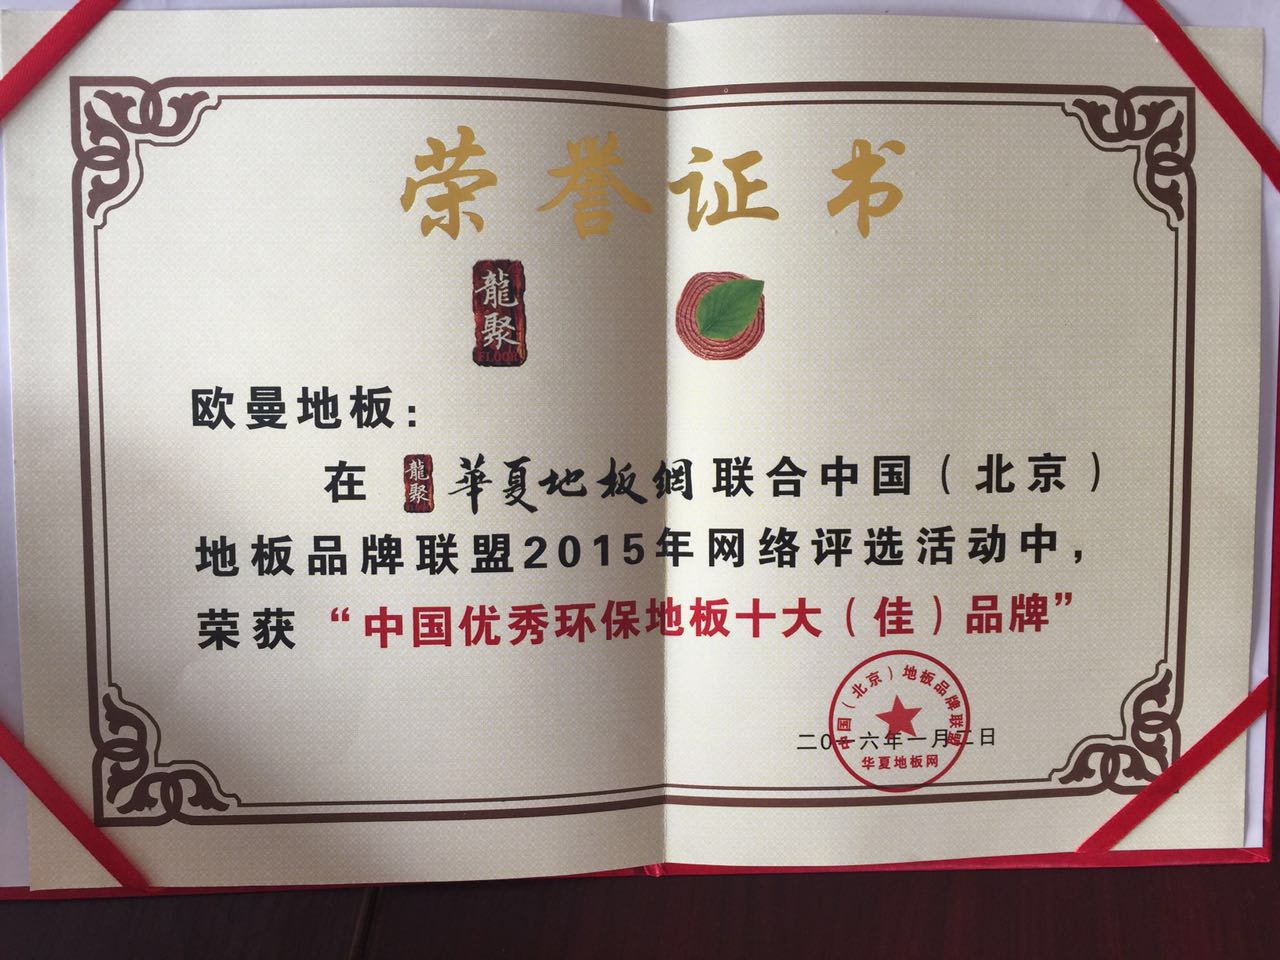 荣誉证书
龍聚
FLOOR
欧曼地板：
在 龍聚 華夏地板網 联合中国（北京）
地板品牌联盟2015年网络评选活动中，
荣获“中国优秀环保地板十大（佳）品牌”
中国（北京）地板品牌联盟
二〇一六年一月二日
华夏地板网